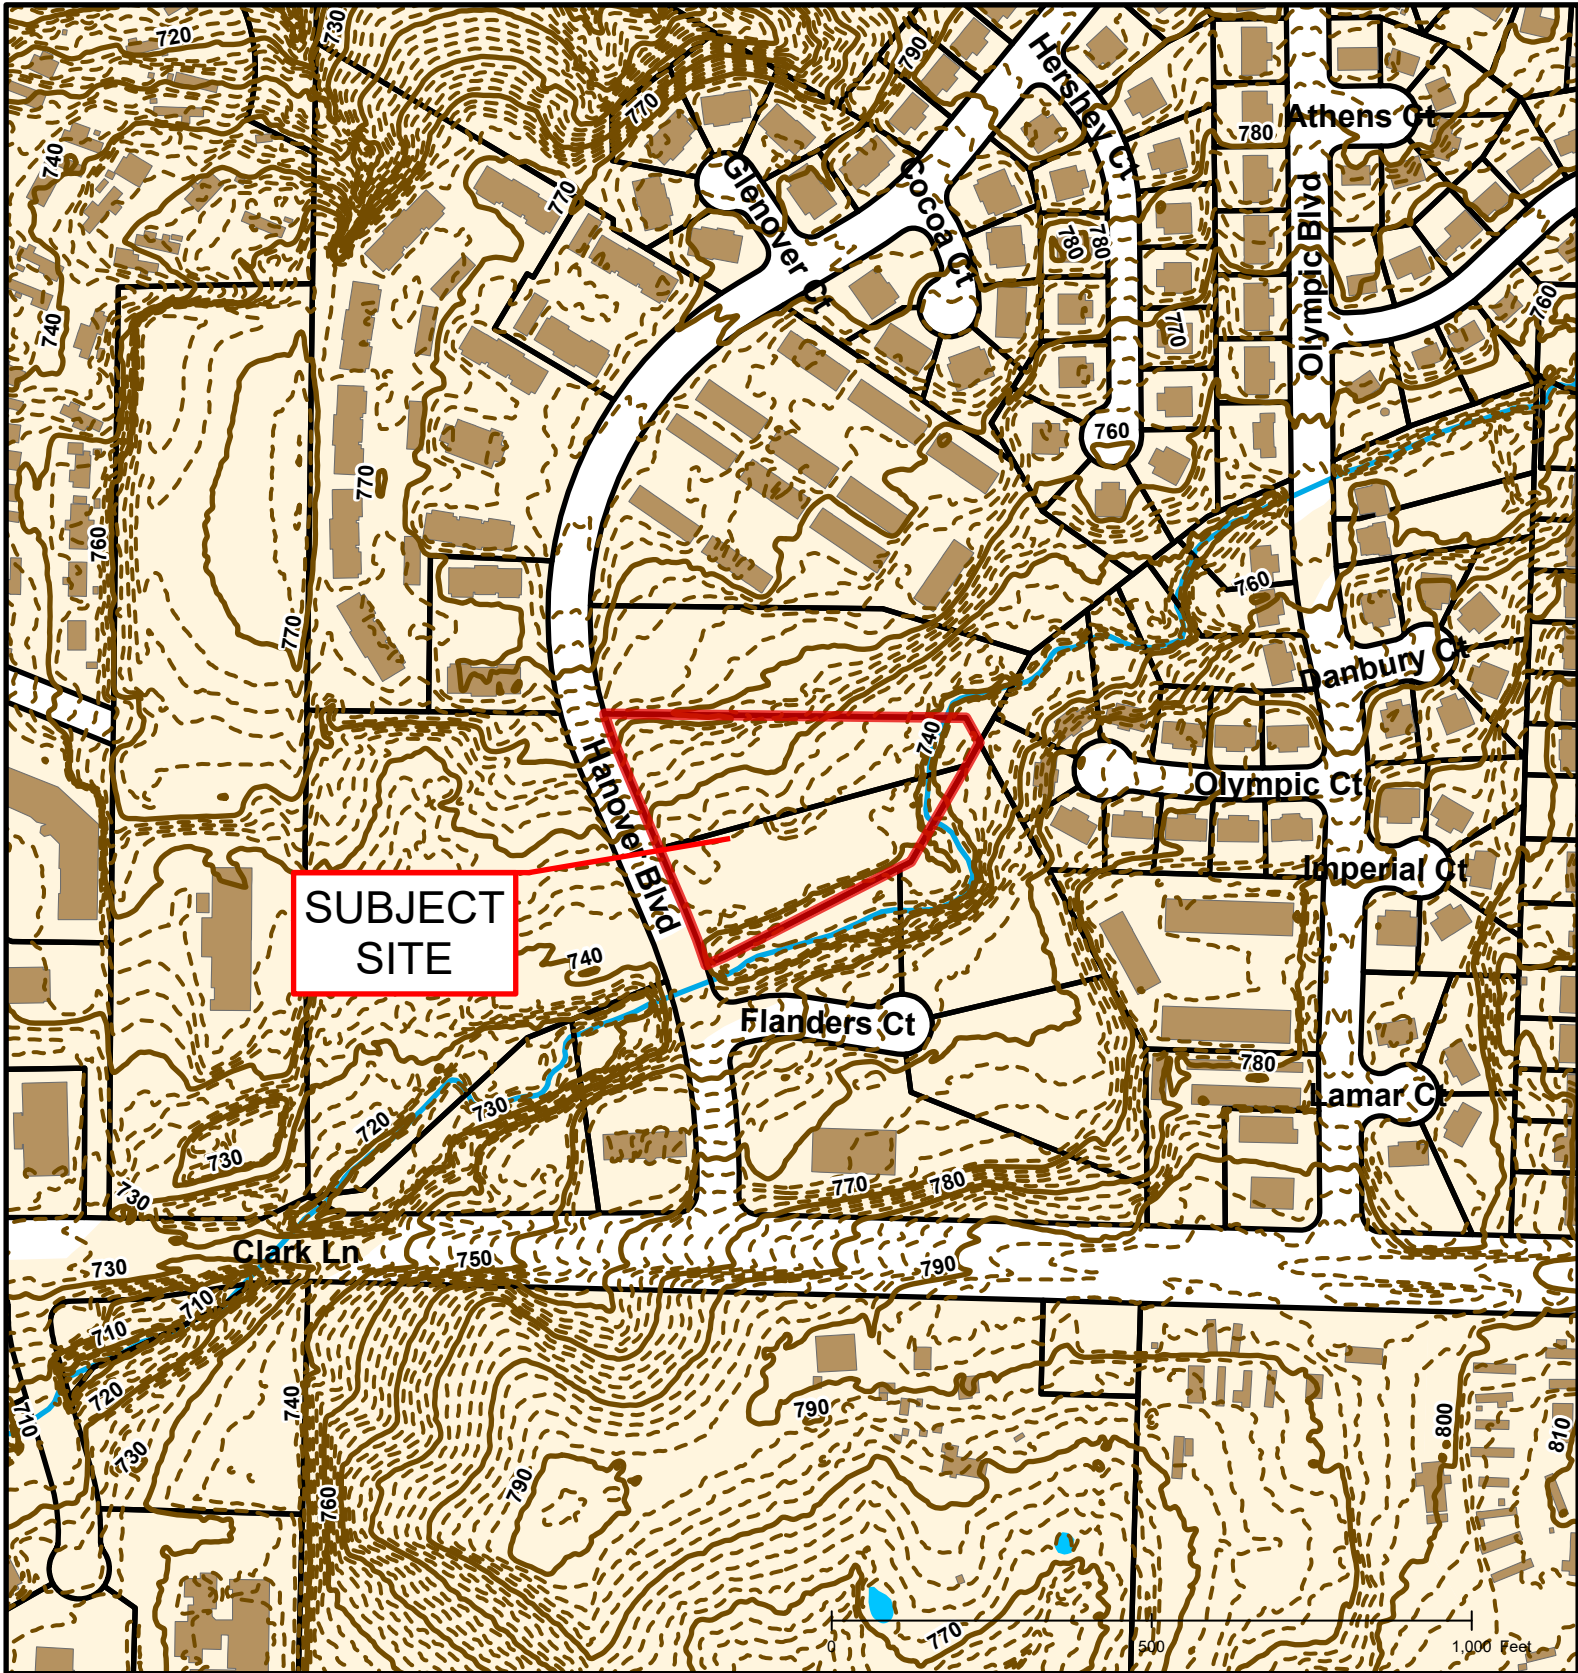 720
730
790
Hershey Ct
770
Athens Ct
780
740
Glenover Ct
Cocoa Ct
770
Olympic Blvd
780
780
740
770
760
760
770
760
760
770
Danbury Ct
740
Hanover Blvd
Olympic Ct
Imperial Ct
SUBJECT
SITE
740
Flanders Ct
780
Lamar Ct
730
720
730
730
770
780
Clark Ln
750
730
790
710
710
720
740
710
790
800
810
730
790
760
770
0
500
1,000 Feet